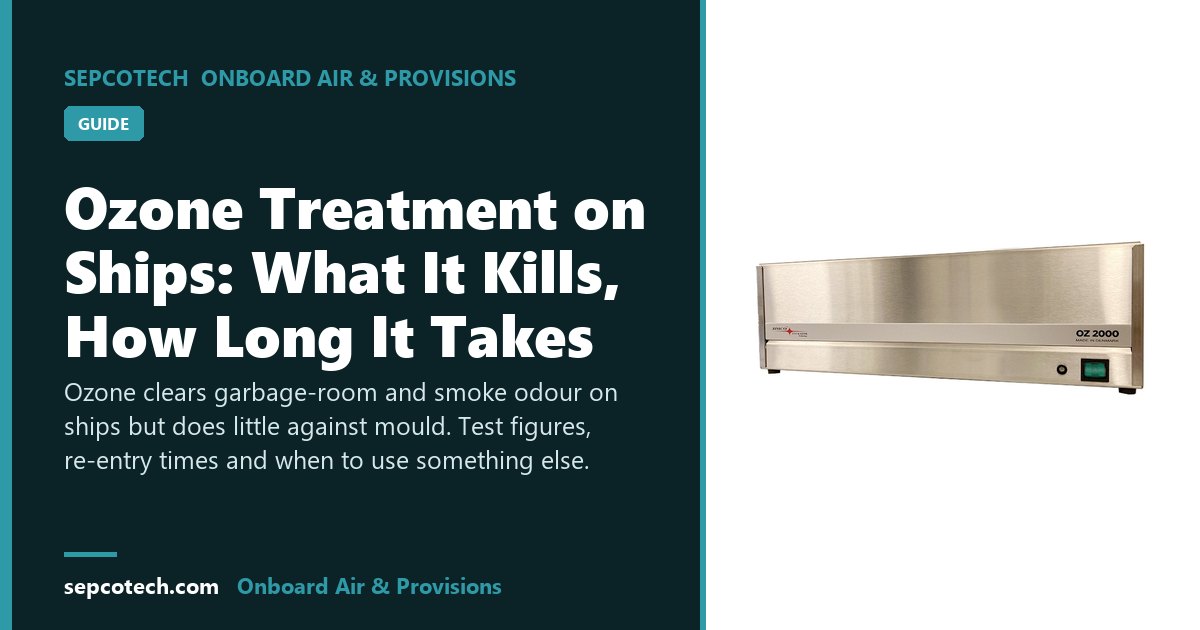 SEPCOTECH ONBOARD AIR & PROVISIONS
GUIDE
Ozone Treatment on
Ships: What It Kills,
How Long It Takes
Ozone clears garbage-room and smoke odour on
ships but does little against mould. Test figures,
re-entry times and when to use something else.
sepcotech.com Onboard Air & Provisions
OZ 2000
MADE IN DENMARK